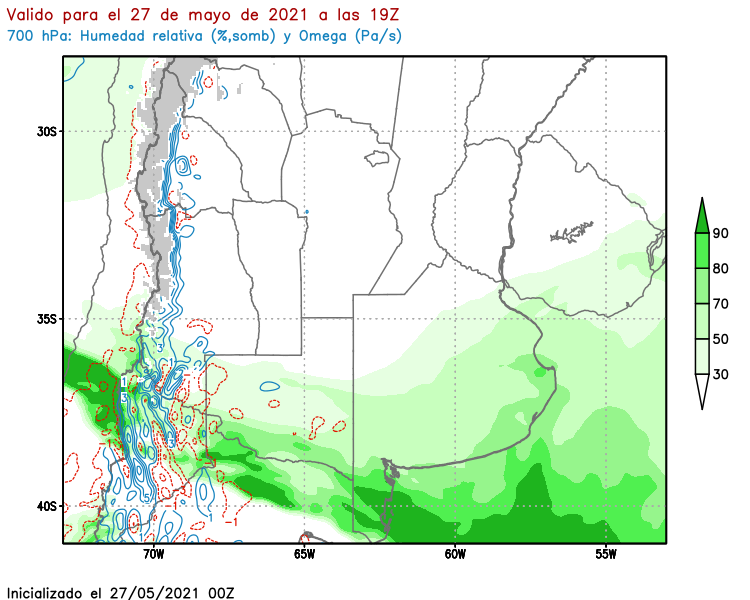 Valido para el 27 de mayo de 2021 a las 19Z
700 hPa: Humedad relativa (%,somb) y Omega (Pa/s)
30S
35S
40S
70W
65W
60W
55W
90
80
70
50
30
Inicializado el 27/05/2021 00Z